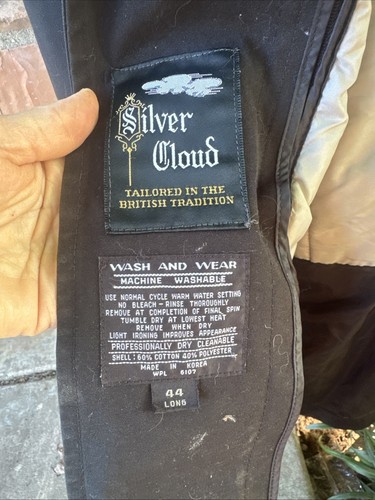 Silver
Cloud
TAILORED IN THE
BRITISH TRADITION
WASH AND WEAR
MACHINE WASHABLE
USE NORMAL CYCLE WARM WATER SETTING
NO BLEACH - RINSE THOROUGHLY
REMOVE AT COMPLETION OF FINAL SPIN
TUMBLE DRY AT LOWEST HEAT
REMOVE WHEN DRY
LIGHT IRONING IMPROVES APPEARANCE
PROFESSIONALLY DRY CLEANABLE
SHELL: 60% COTTON 40% POLYESTER
MADE IN KOREA
WPL 6107
44
LONG